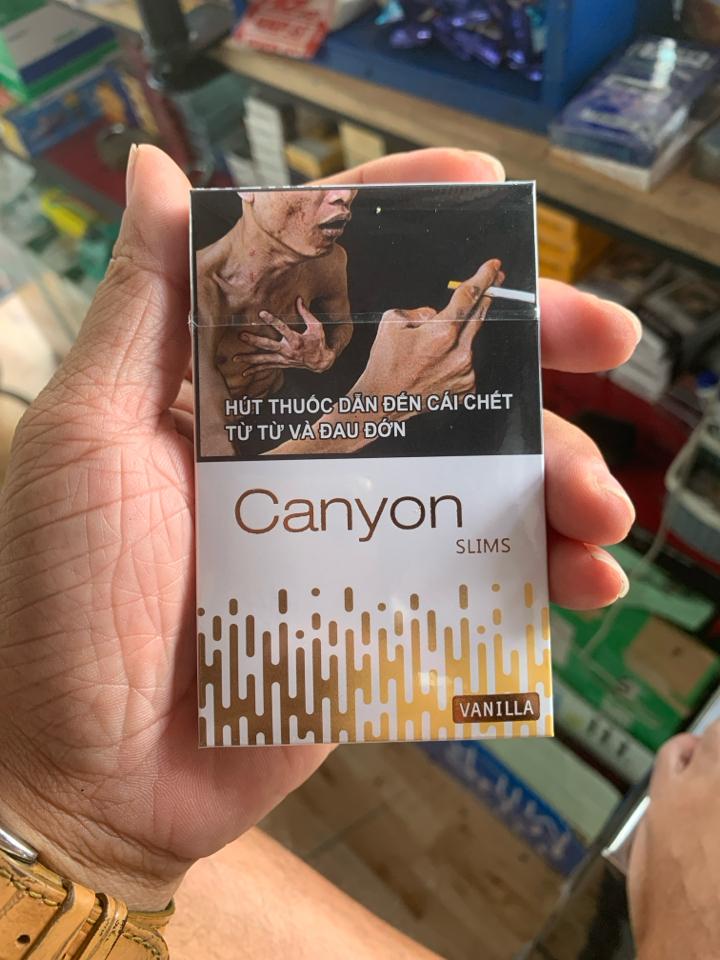 HÚT THUỐC DẪN ĐẾN CÁI CHẾT
TỪ TỪ VÀ ĐAU ĐỚN
Canyon
SLIMS
VANILLA